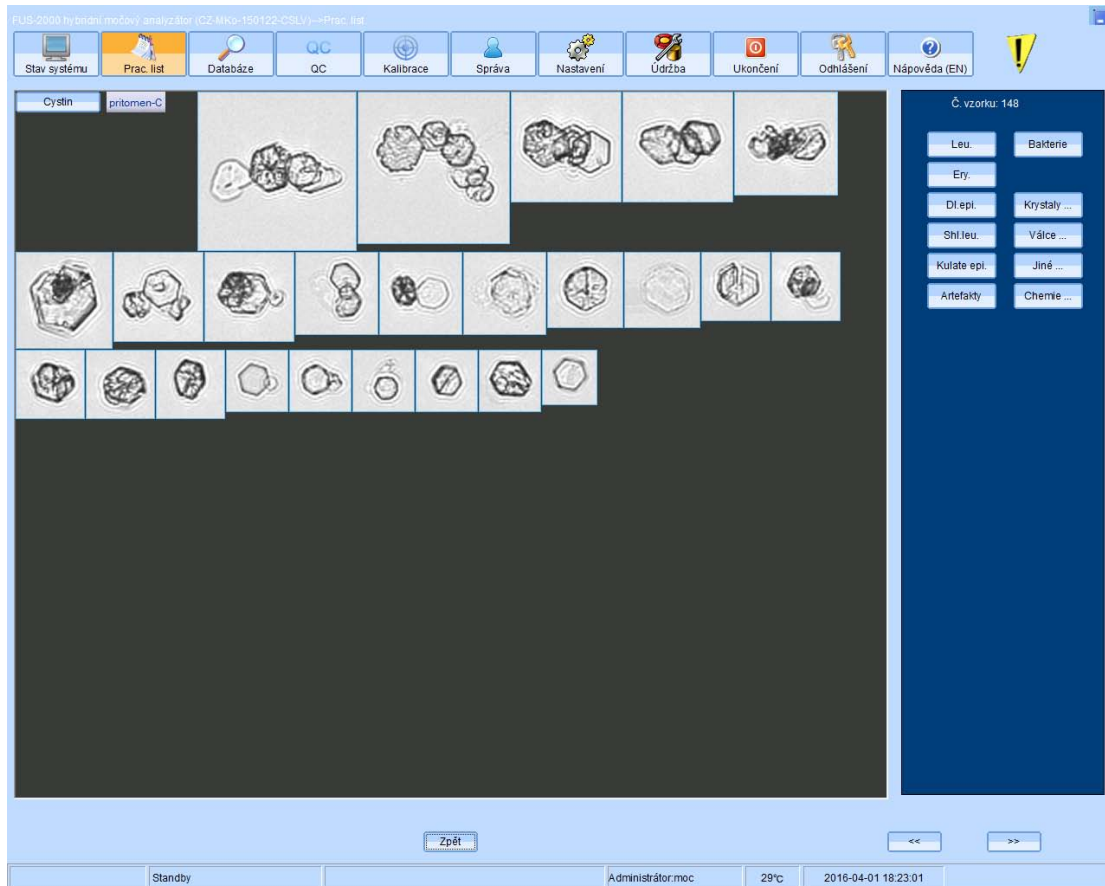 FUS-2000 hybridní močový analyzátor (CZ-MKo-150122-CSLV)-->Prac. list
Stav systému
Prac. list
Databáze
QC
QC
Kalibrace
Správa
Nastavení
Údržba
Ukončení
Odhlášení
Nápověda (EN)
Cystin
pritomen-C
Č. vzorku: 148
Leu.
Bakterie
Ery.
Dl.epi.
Krystaly ...
Shl.leu.
Válce ...
Kulate epi.
Jiné ...
Artefakty
Chemie ...
Zpět
<<
>>
Standby
Administrátor:moc
29°C
2016-04-01 18:23:01